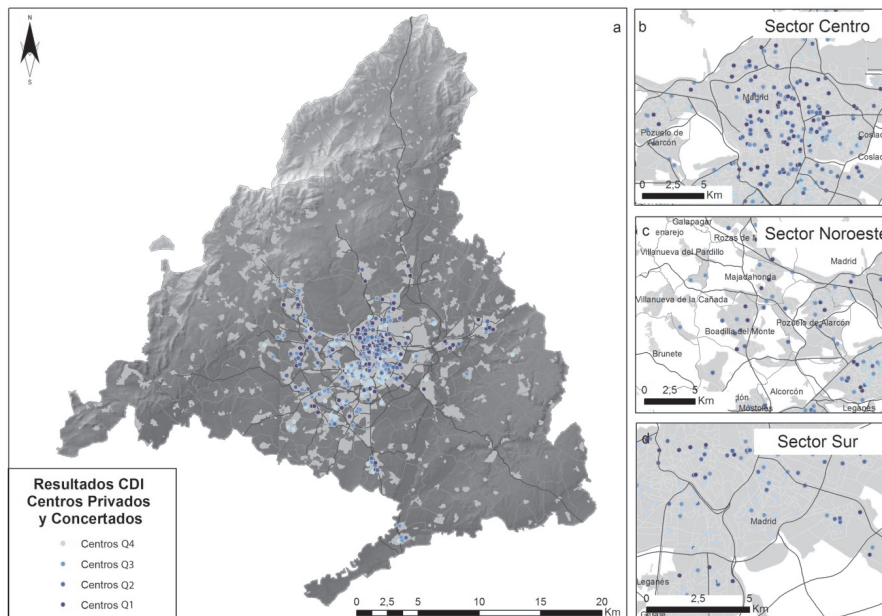 N
S
a
Resultados CDI
Centros Privados
y Concertados
Centros Q4
Centros Q3
Centros Q2
Centros Q1
0 5 10 15 20
Km
b
Sector Centro
Madrid
Pozuelo de
Alarcón
Coslad
Coslad
0 2,5 5
Km
c
Sector Noroeste
Galapagar
enarejo
Rozas de
Villanueva del Pardillo
Madrid
Majadahonda
Villanueva de la Cañada
Pozuelo de Alarcón
Boadilla del Monte
Brunete
Alcorcón
Móstoles
Leganés
0 2,5 5
Km
d
Sector Sur
Madrid
Leganés
0 2,5 5
Km